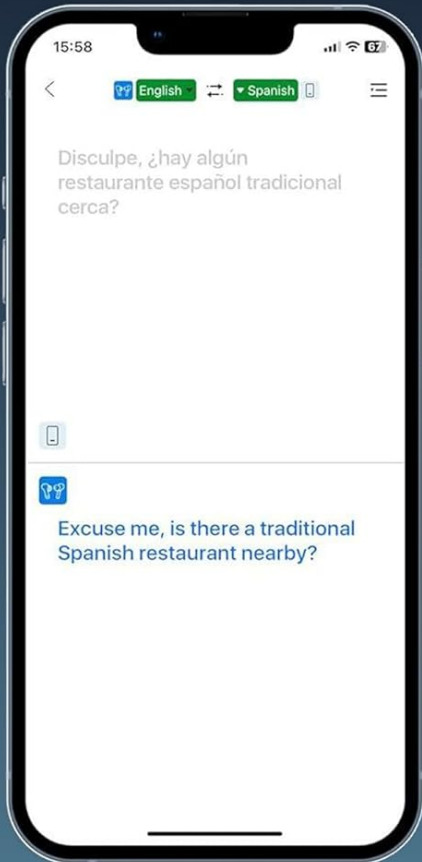 15:58
67
English
Spanish
Disculpe, ¿hay algún
restaurante español tradicional
cerca?
Excuse me, is there a traditional
Spanish restaurant nearby?